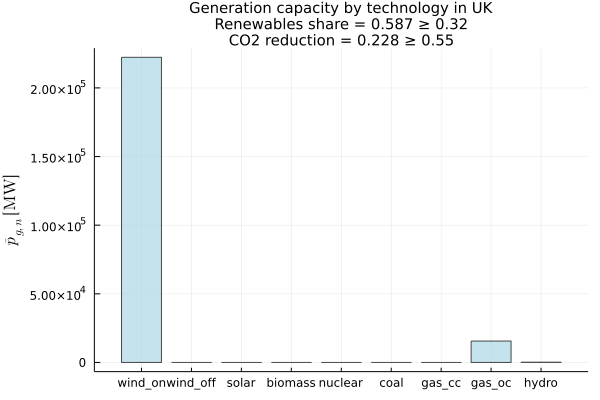 Generation capacity by technology in UK
Renewables share = 0.587 ≥ 0.32
CO2 reduction = 0.228 ≥ 0.55
p̄_{g,n} [MW]
2.00×10⁵
1.50×10⁵
1.00×10⁵
5.00×10⁴
0
wind_on wind_off solar biomass nuclear coal gas_cc gas_oc hydro